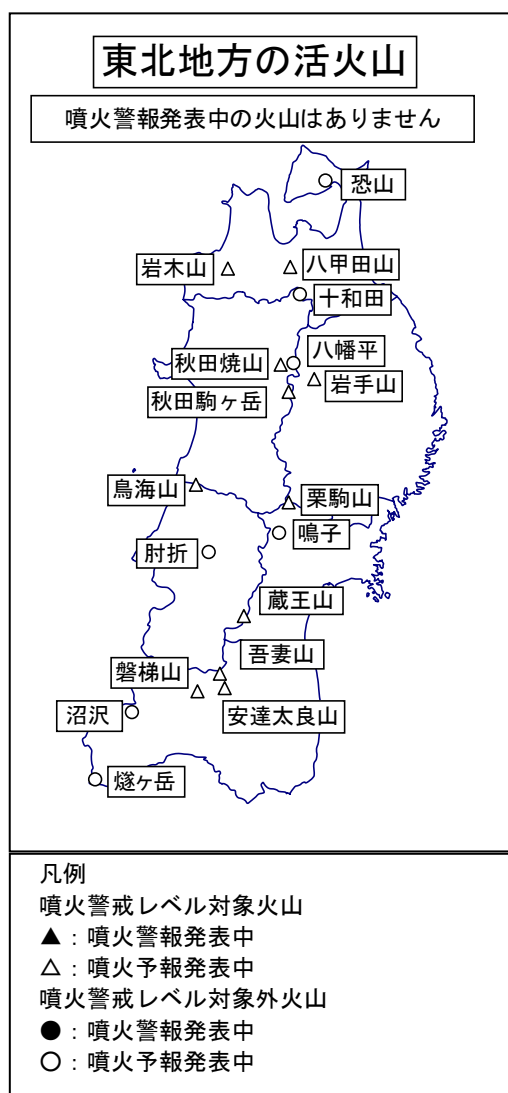 東北地方の活火山
噴火警報発表中の火山はありません
恐山
岩木山
八甲田山
十和田
八幡平
秋田焼山
岩手山
秋田駒ヶ岳
鳥海山
栗駒山
鳴子
肘折
蔵王山
吾妻山
磐梯山
沼沢
安達太良山
燧ヶ岳
凡例
噴火警戒レベル対象火山
▲：噴火警報発表中
△：噴火予報発表中
噴火警戒レベル対象外火山
●：噴火警報発表中
○：噴火予報発表中